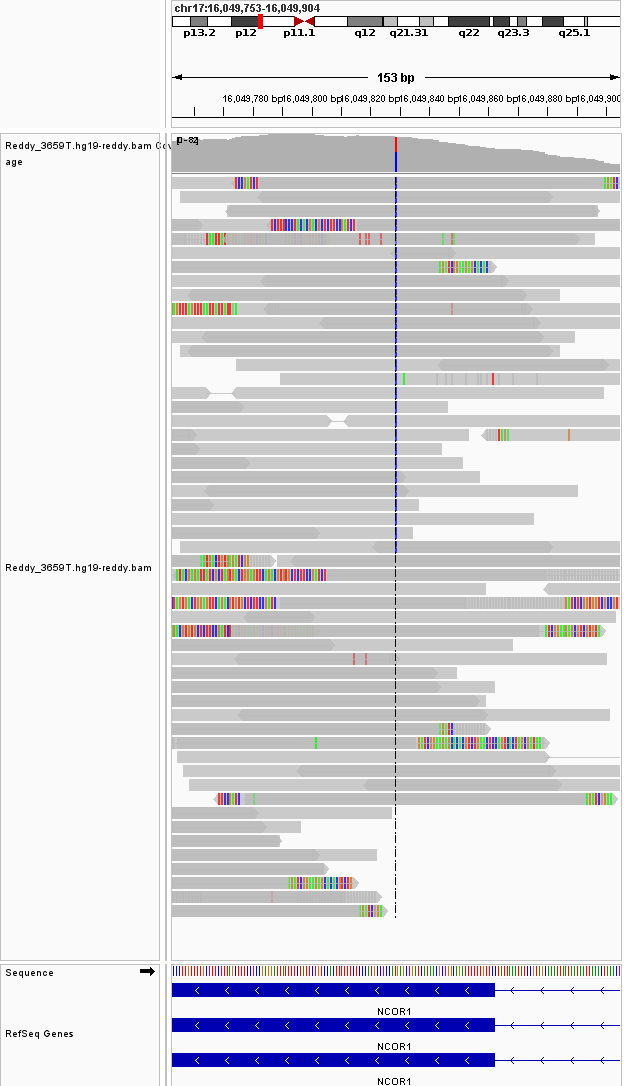 chr17:16,049,753-16,049,904
p13.2 p12 p11.1 q12 q21.31 q22 q23.3 q25.1
153 bp
16,049,780 bp 16,049,800 bp 16,049,820 bp 16,049,840 bp 16,049,860 bp 16,049,880 bp 16,049,900
Reddy_3659T.hg19-reddy.bam Cov
age
Reddy_3659T.hg19-reddy.bam
Sequence
NCOR1
RefSeq Genes
NCOR1
NCOR1